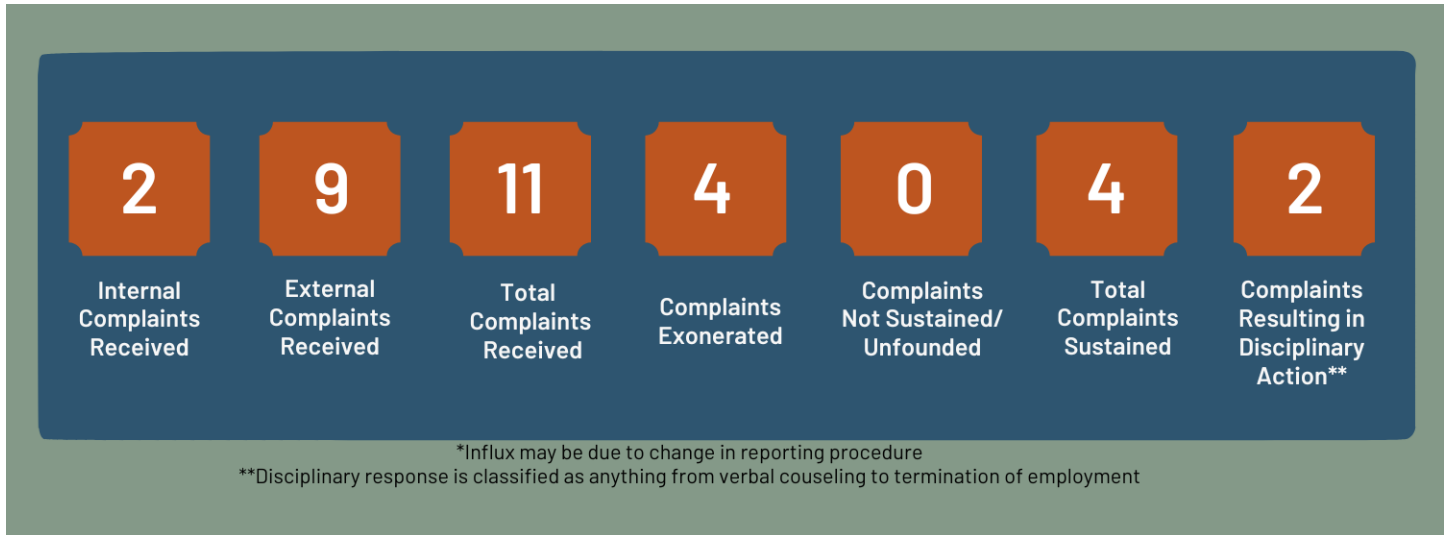 2
9
11
4
0
4
2
Internal
Complaints
Received
External
Complaints
Received
Total
Complaints
Received
Complaints
Exonerated
Complaints
Not Sustained/
Unfounded
Total
Complaints
Sustained
Complaints
Resulting in
Disciplinary
Action**
*Influx may be due to change in reporting procedure
**Disciplinary response is classified as anything from verbal couseling to termination of employment